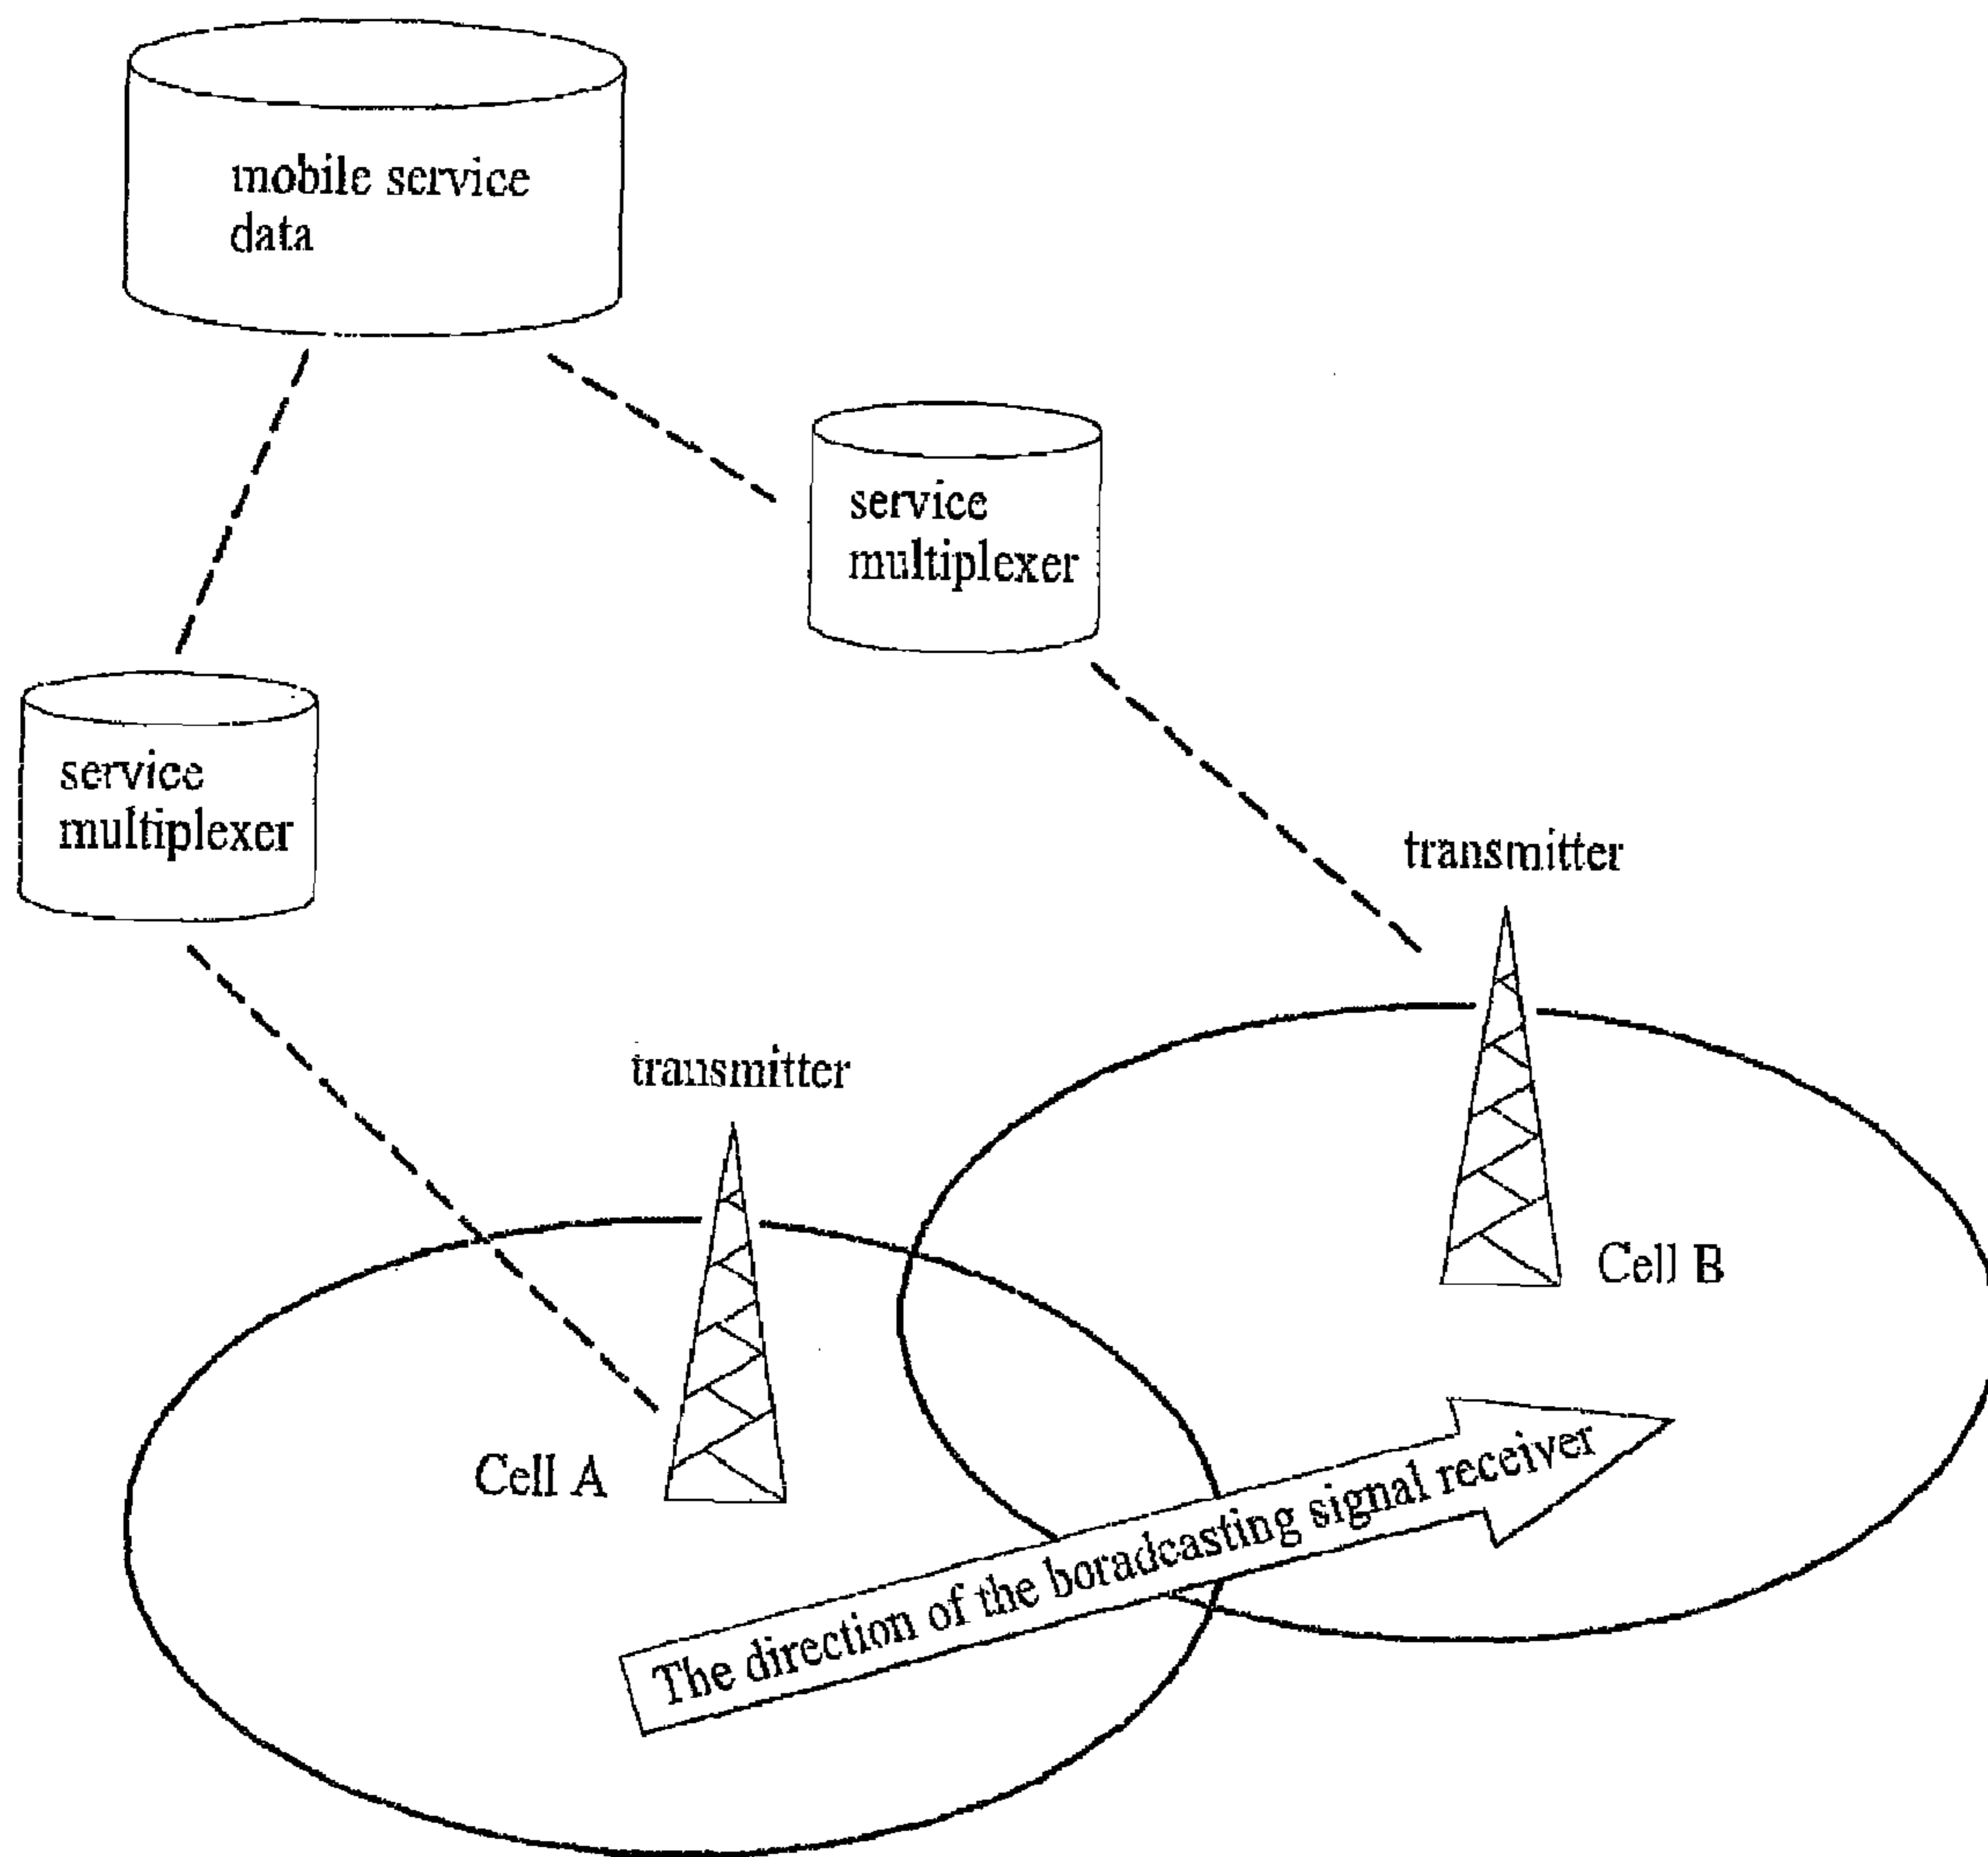 mobile service
data
service
multiplexer
service
multiplexer
transmitter
transmitter
Cell B
Cell A
The direction of the boradcasting signal receiver